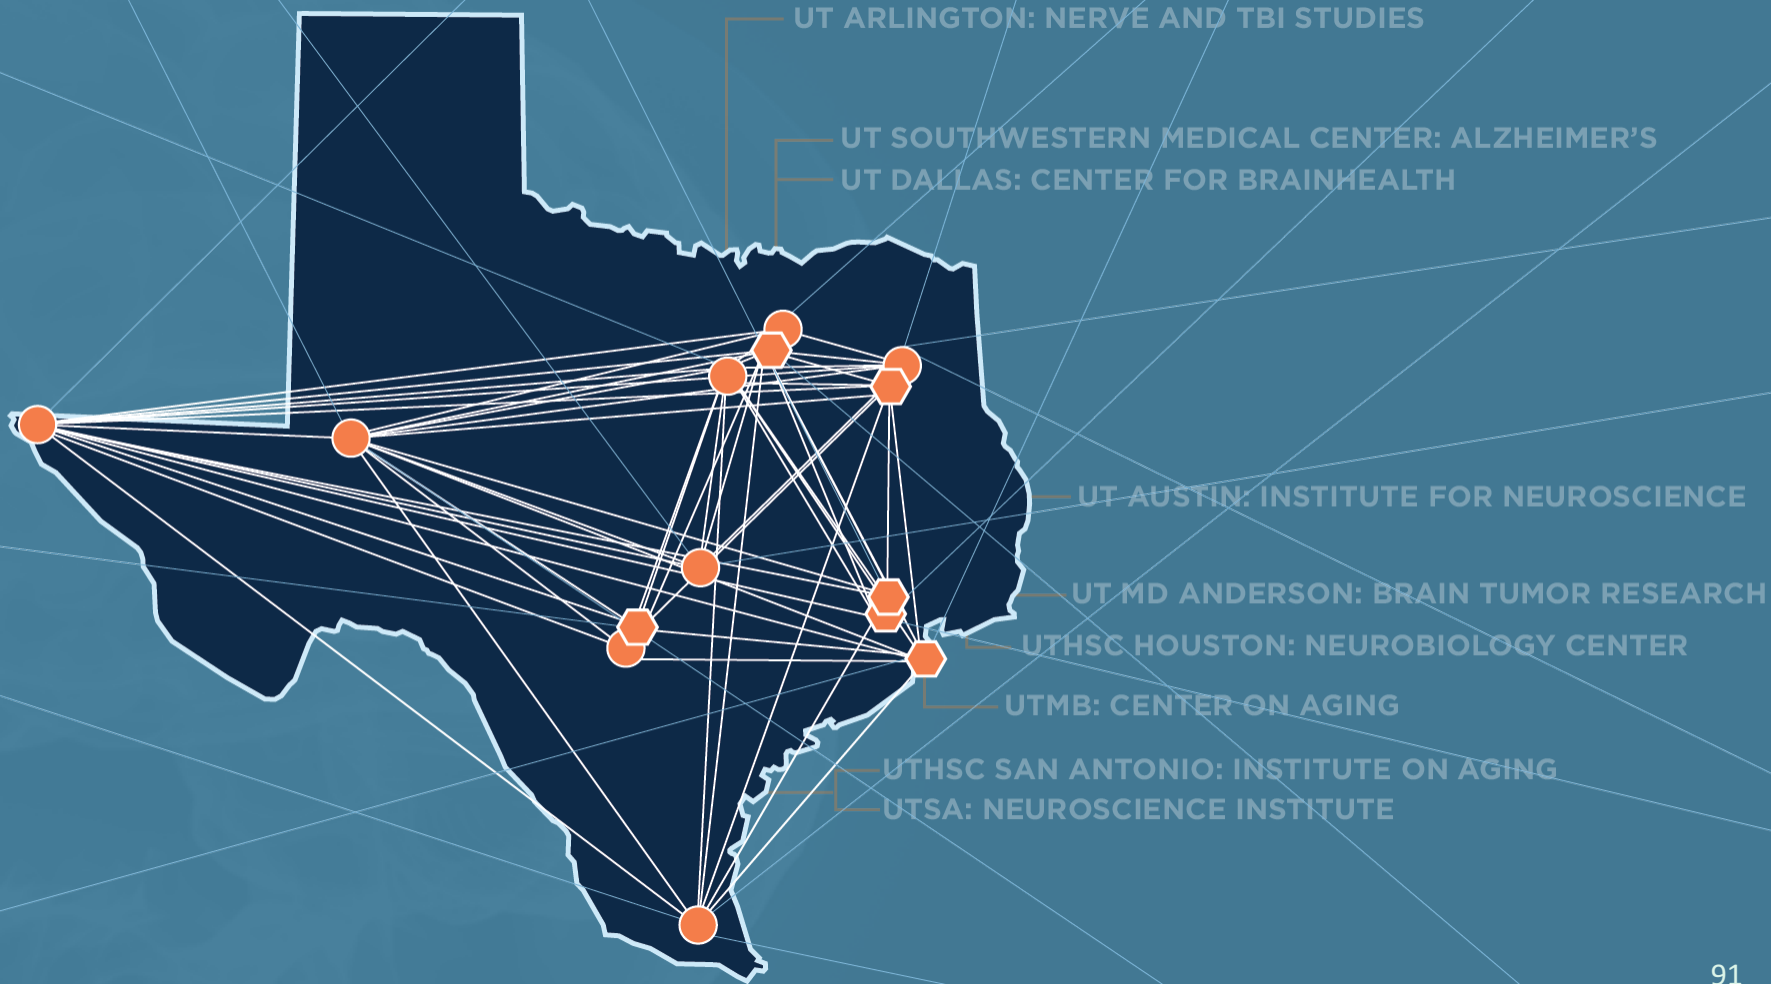 UT ARLINGTON: NERVE AND TBI STUDIES
UT SOUTHWESTERN MEDICAL CENTER: ALZHEIMER’S
UT DALLAS: CENTER FOR BRAINHEALTH
UT AUSTIN: INSTITUTE FOR NEUROSCIENCE
UT MD ANDERSON: BRAIN TUMOR RESEARCH
UTHSC HOUSTON: NEUROBIOLOGY CENTER
UTMB: CENTER ON AGING
UTHSC SAN ANTONIO: INSTITUTE ON AGING
UTSA: NEUROSCIENCE INSTITUTE
91